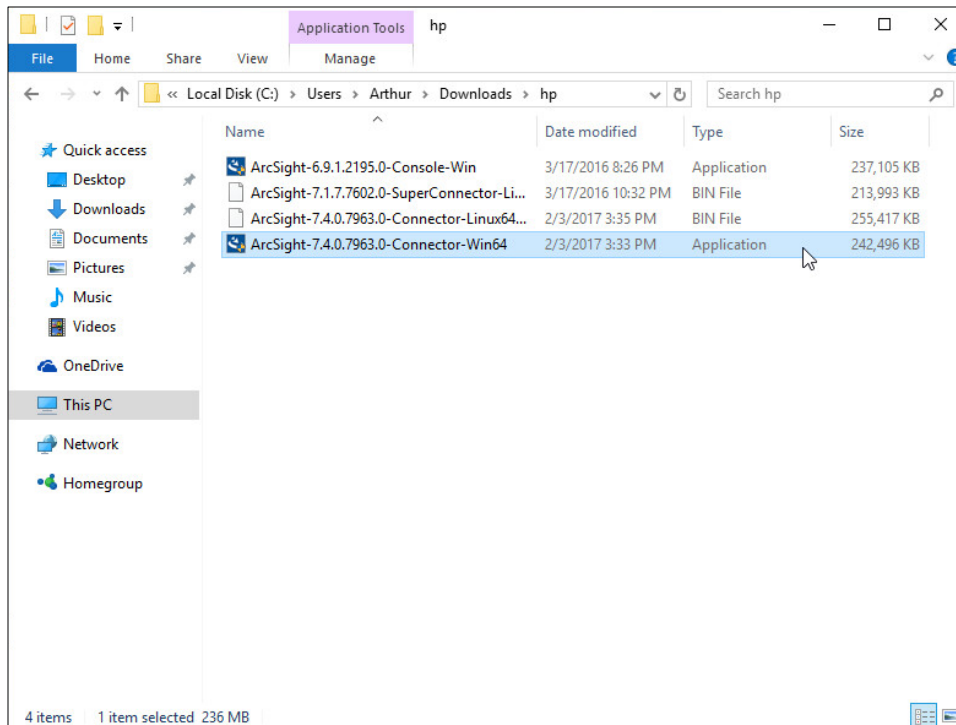 Application Tools hp
File Home Share View Manage
« Local Disk (C:) > Users > Arthur > Downloads > hp Search hp
Name Date modified Type Size
Quick access
Desktop
Downloads
Documents
Pictures
Music
Videos
OneDrive
This PC
Network
Homegroup
ArcSight-6.9.1.2195.0-Console-Win 3/17/2016 8:26 PM Application 237,105 KB
ArcSight-7.1.7.7602.0-SuperConnector-Li... 3/17/2016 10:32 PM BIN File 213,993 KB
ArcSight-7.4.0.7963.0-Connector-Linux64... 2/3/2017 3:35 PM BIN File 255,417 KB
ArcSight-7.4.0.7963.0-Connector-Win64 2/3/2017 3:33 PM Application 242,496 KB
4 items 1 item selected 236 MB